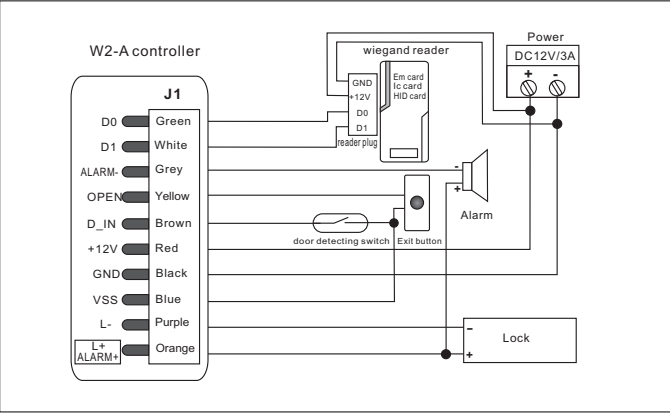 Power
W2-A controller
wiegand reader
DC12V/3A
+ -
J1
GND
+12V
D0
D1
Em card
Ic card
HID card
reader plug
D0 Green
D1 White
ALARM- Grey
OPEN Yellow
D_IN Brown
+12V Red
GND Black
VSS Blue
L- Purple
L+
ALARM+
Orange
-
+
Alarm
door detecting switch
Exit button
-
+
Lock